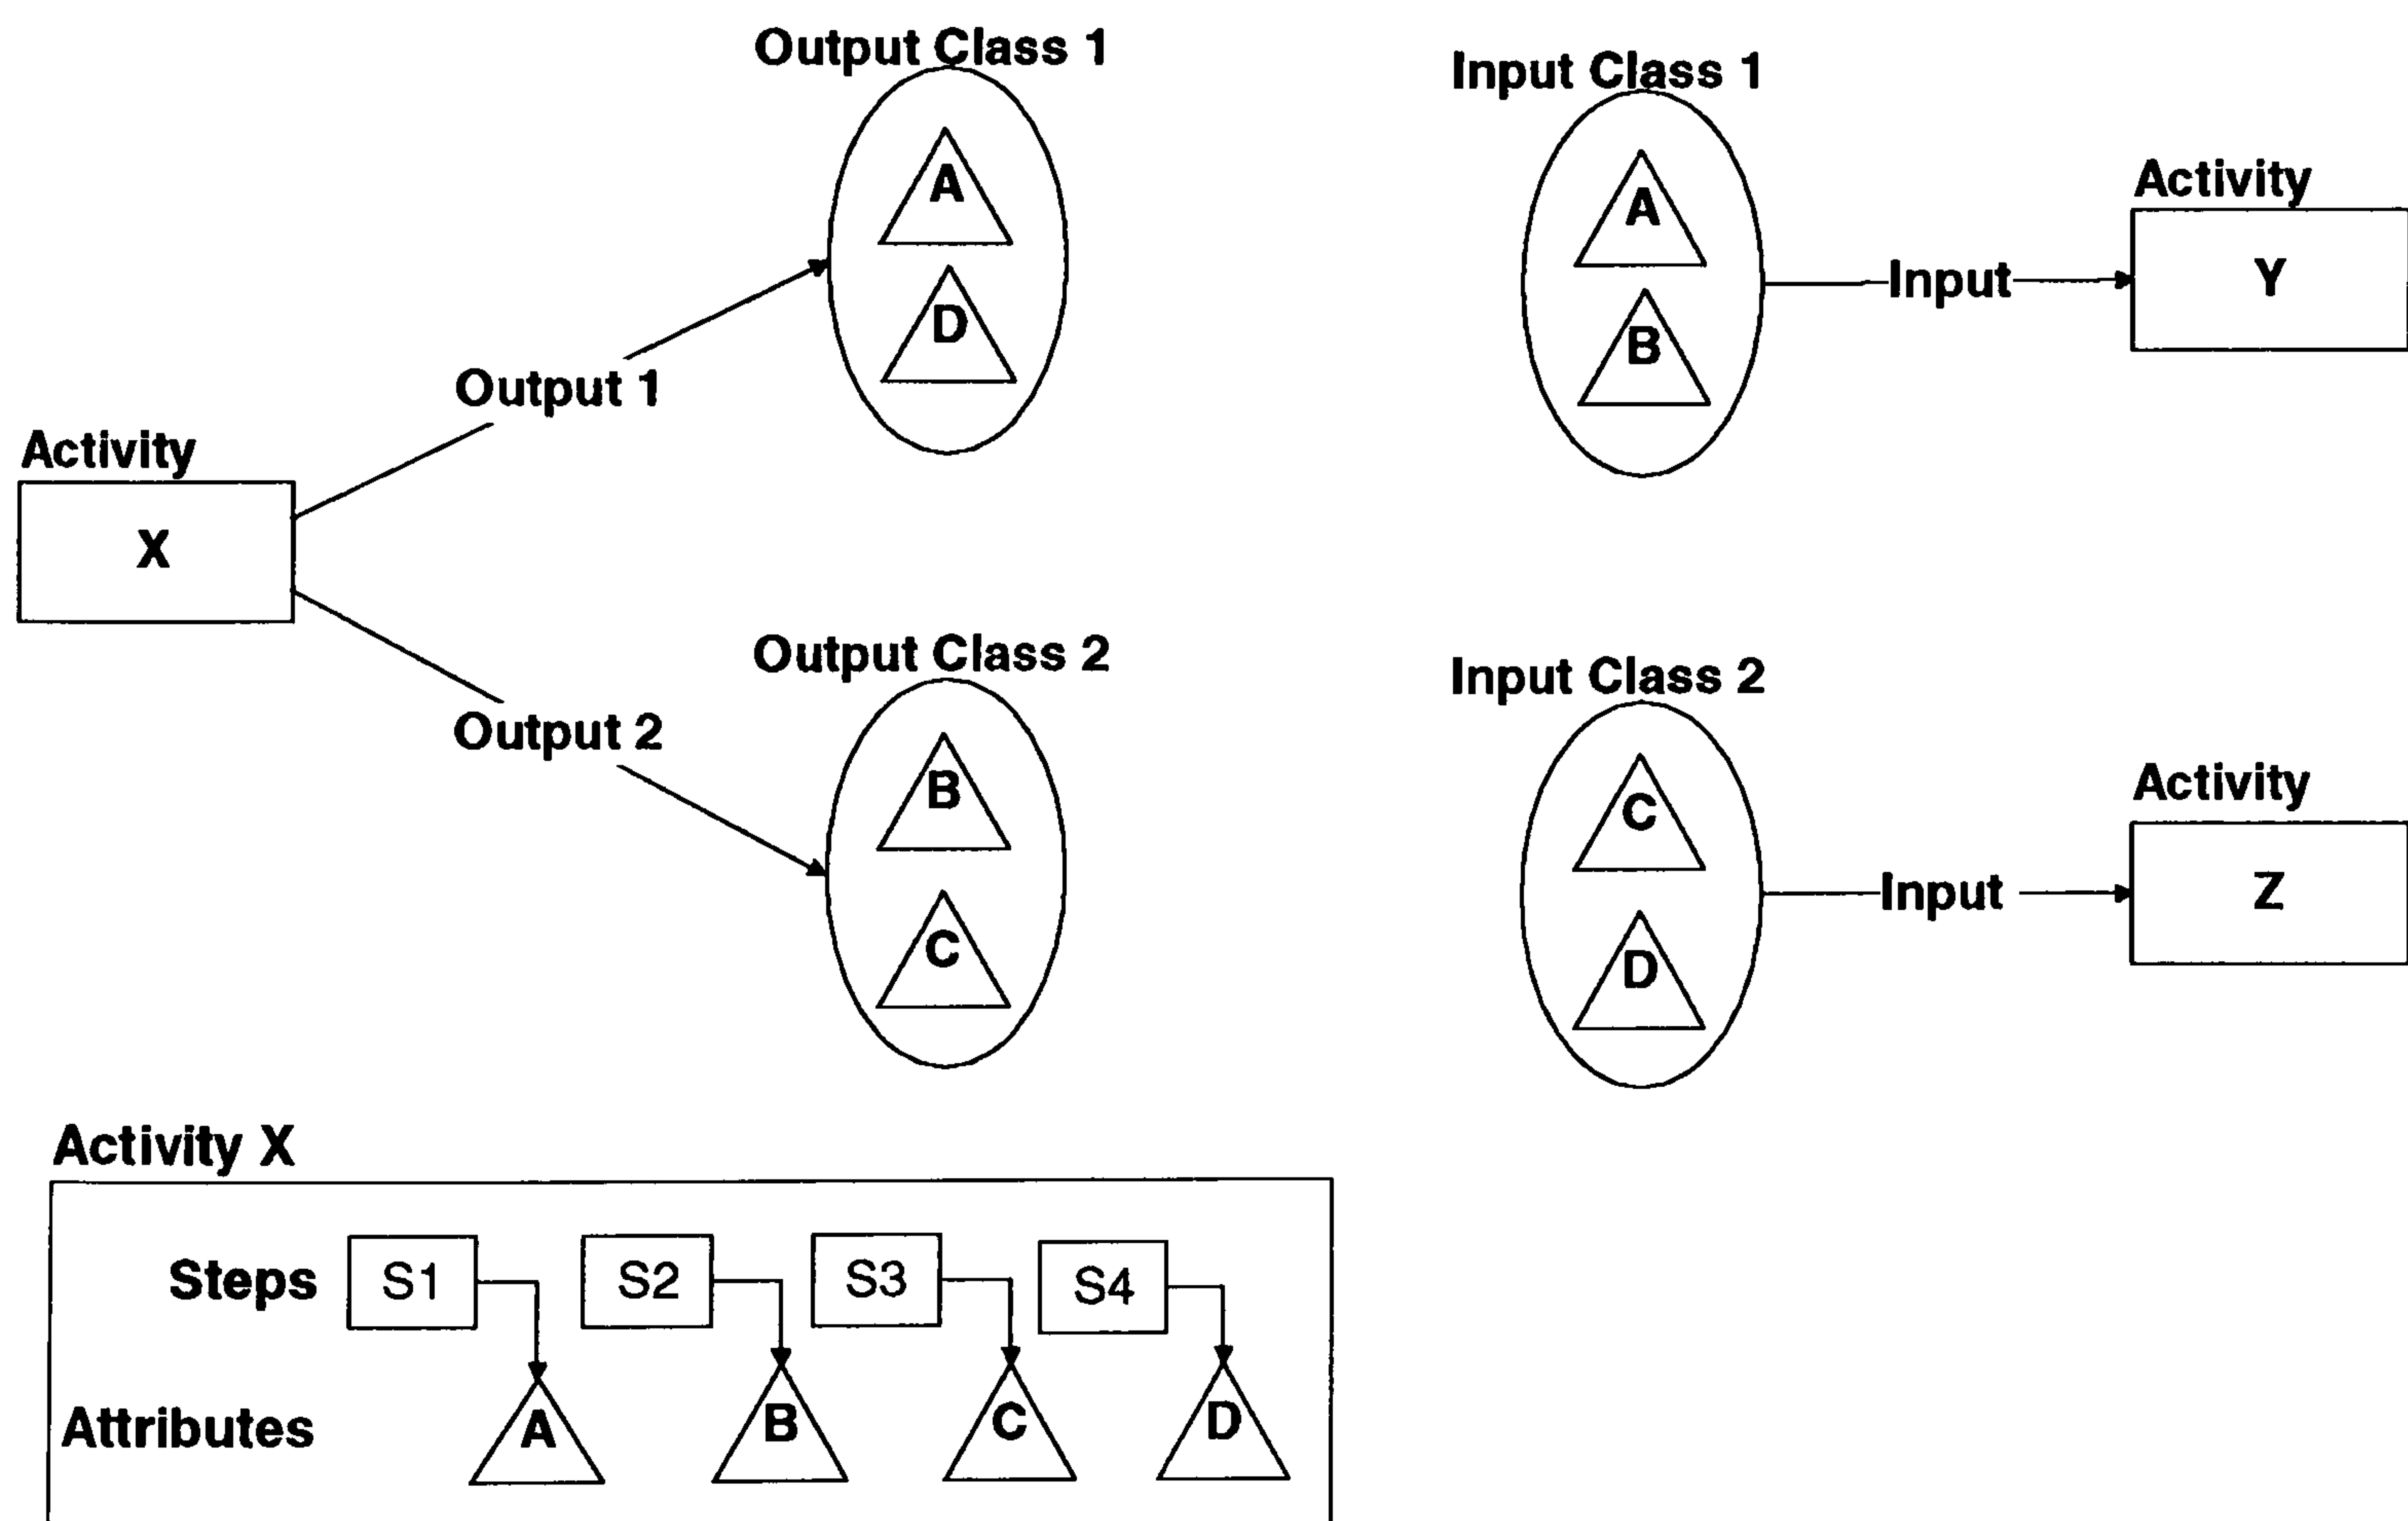 Output Class 1
Input Class 1
A
A
Activity
D
B
Input
Y
Output 1
Activity
X
Output Class 2
Input Class 2
Output 2
B
C
Activity
C
D
Input
Z
Activity X
Steps S1 S2 S3 S4
Attributes A B C D